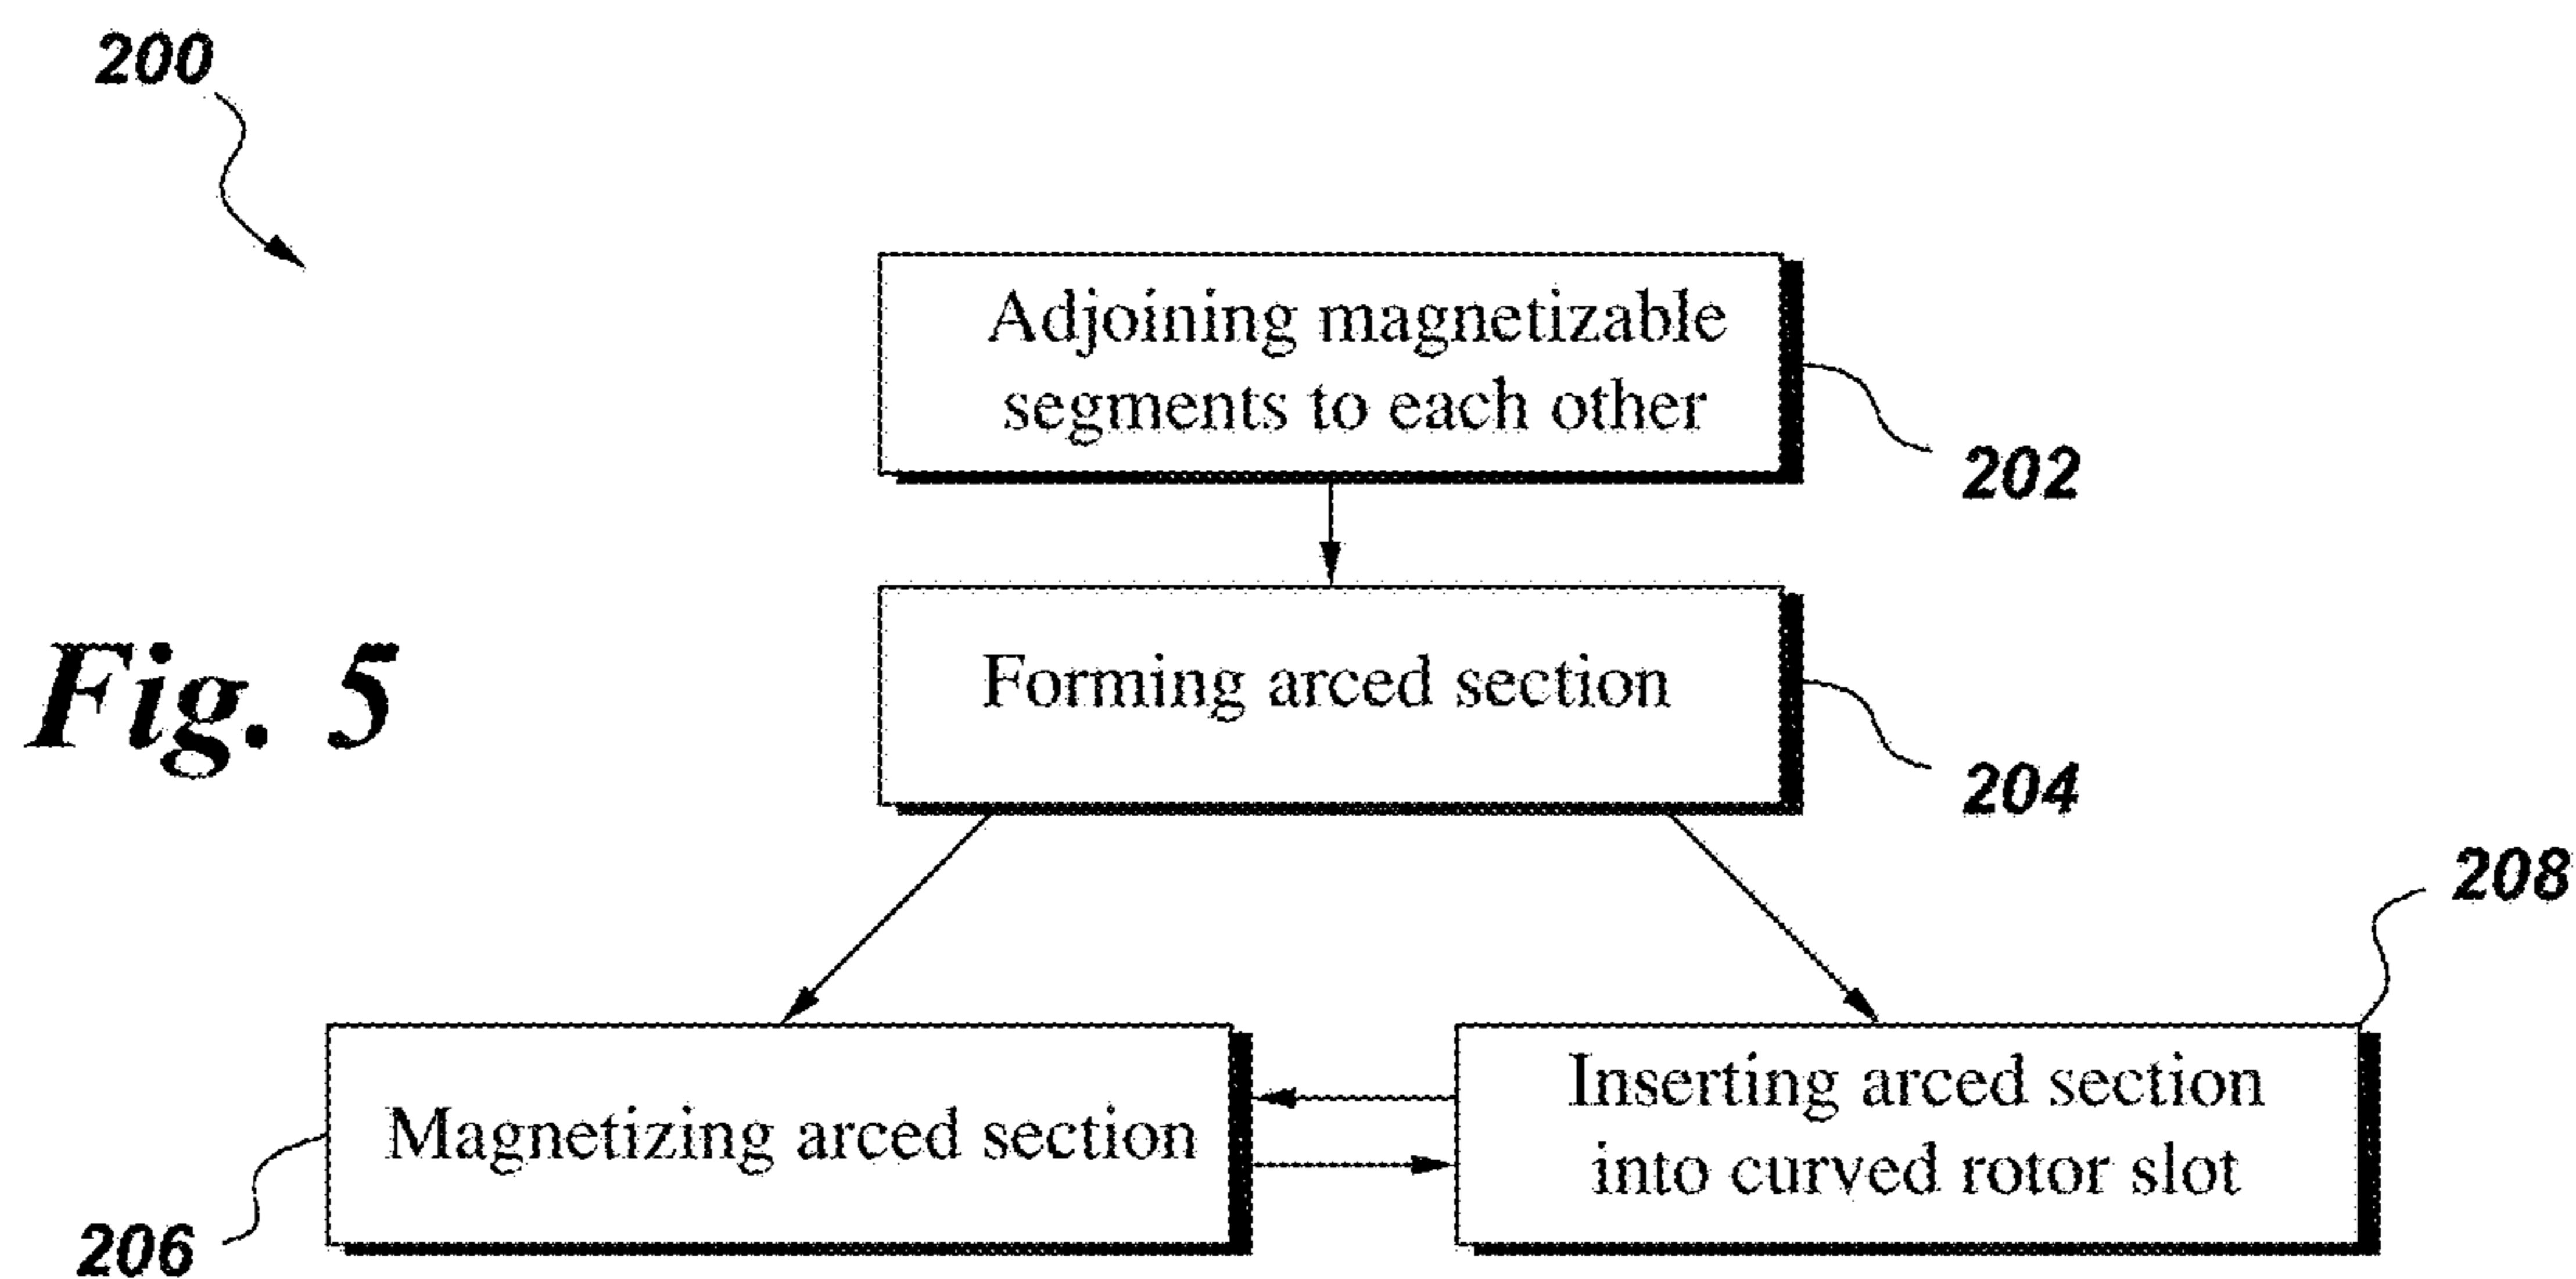 200
Adjoining magnetizable
segments to each other
202
Fig. 5
Forming arced section
204
208
Magnetizing arced section
206
Inserting arced section
into curved rotor slot